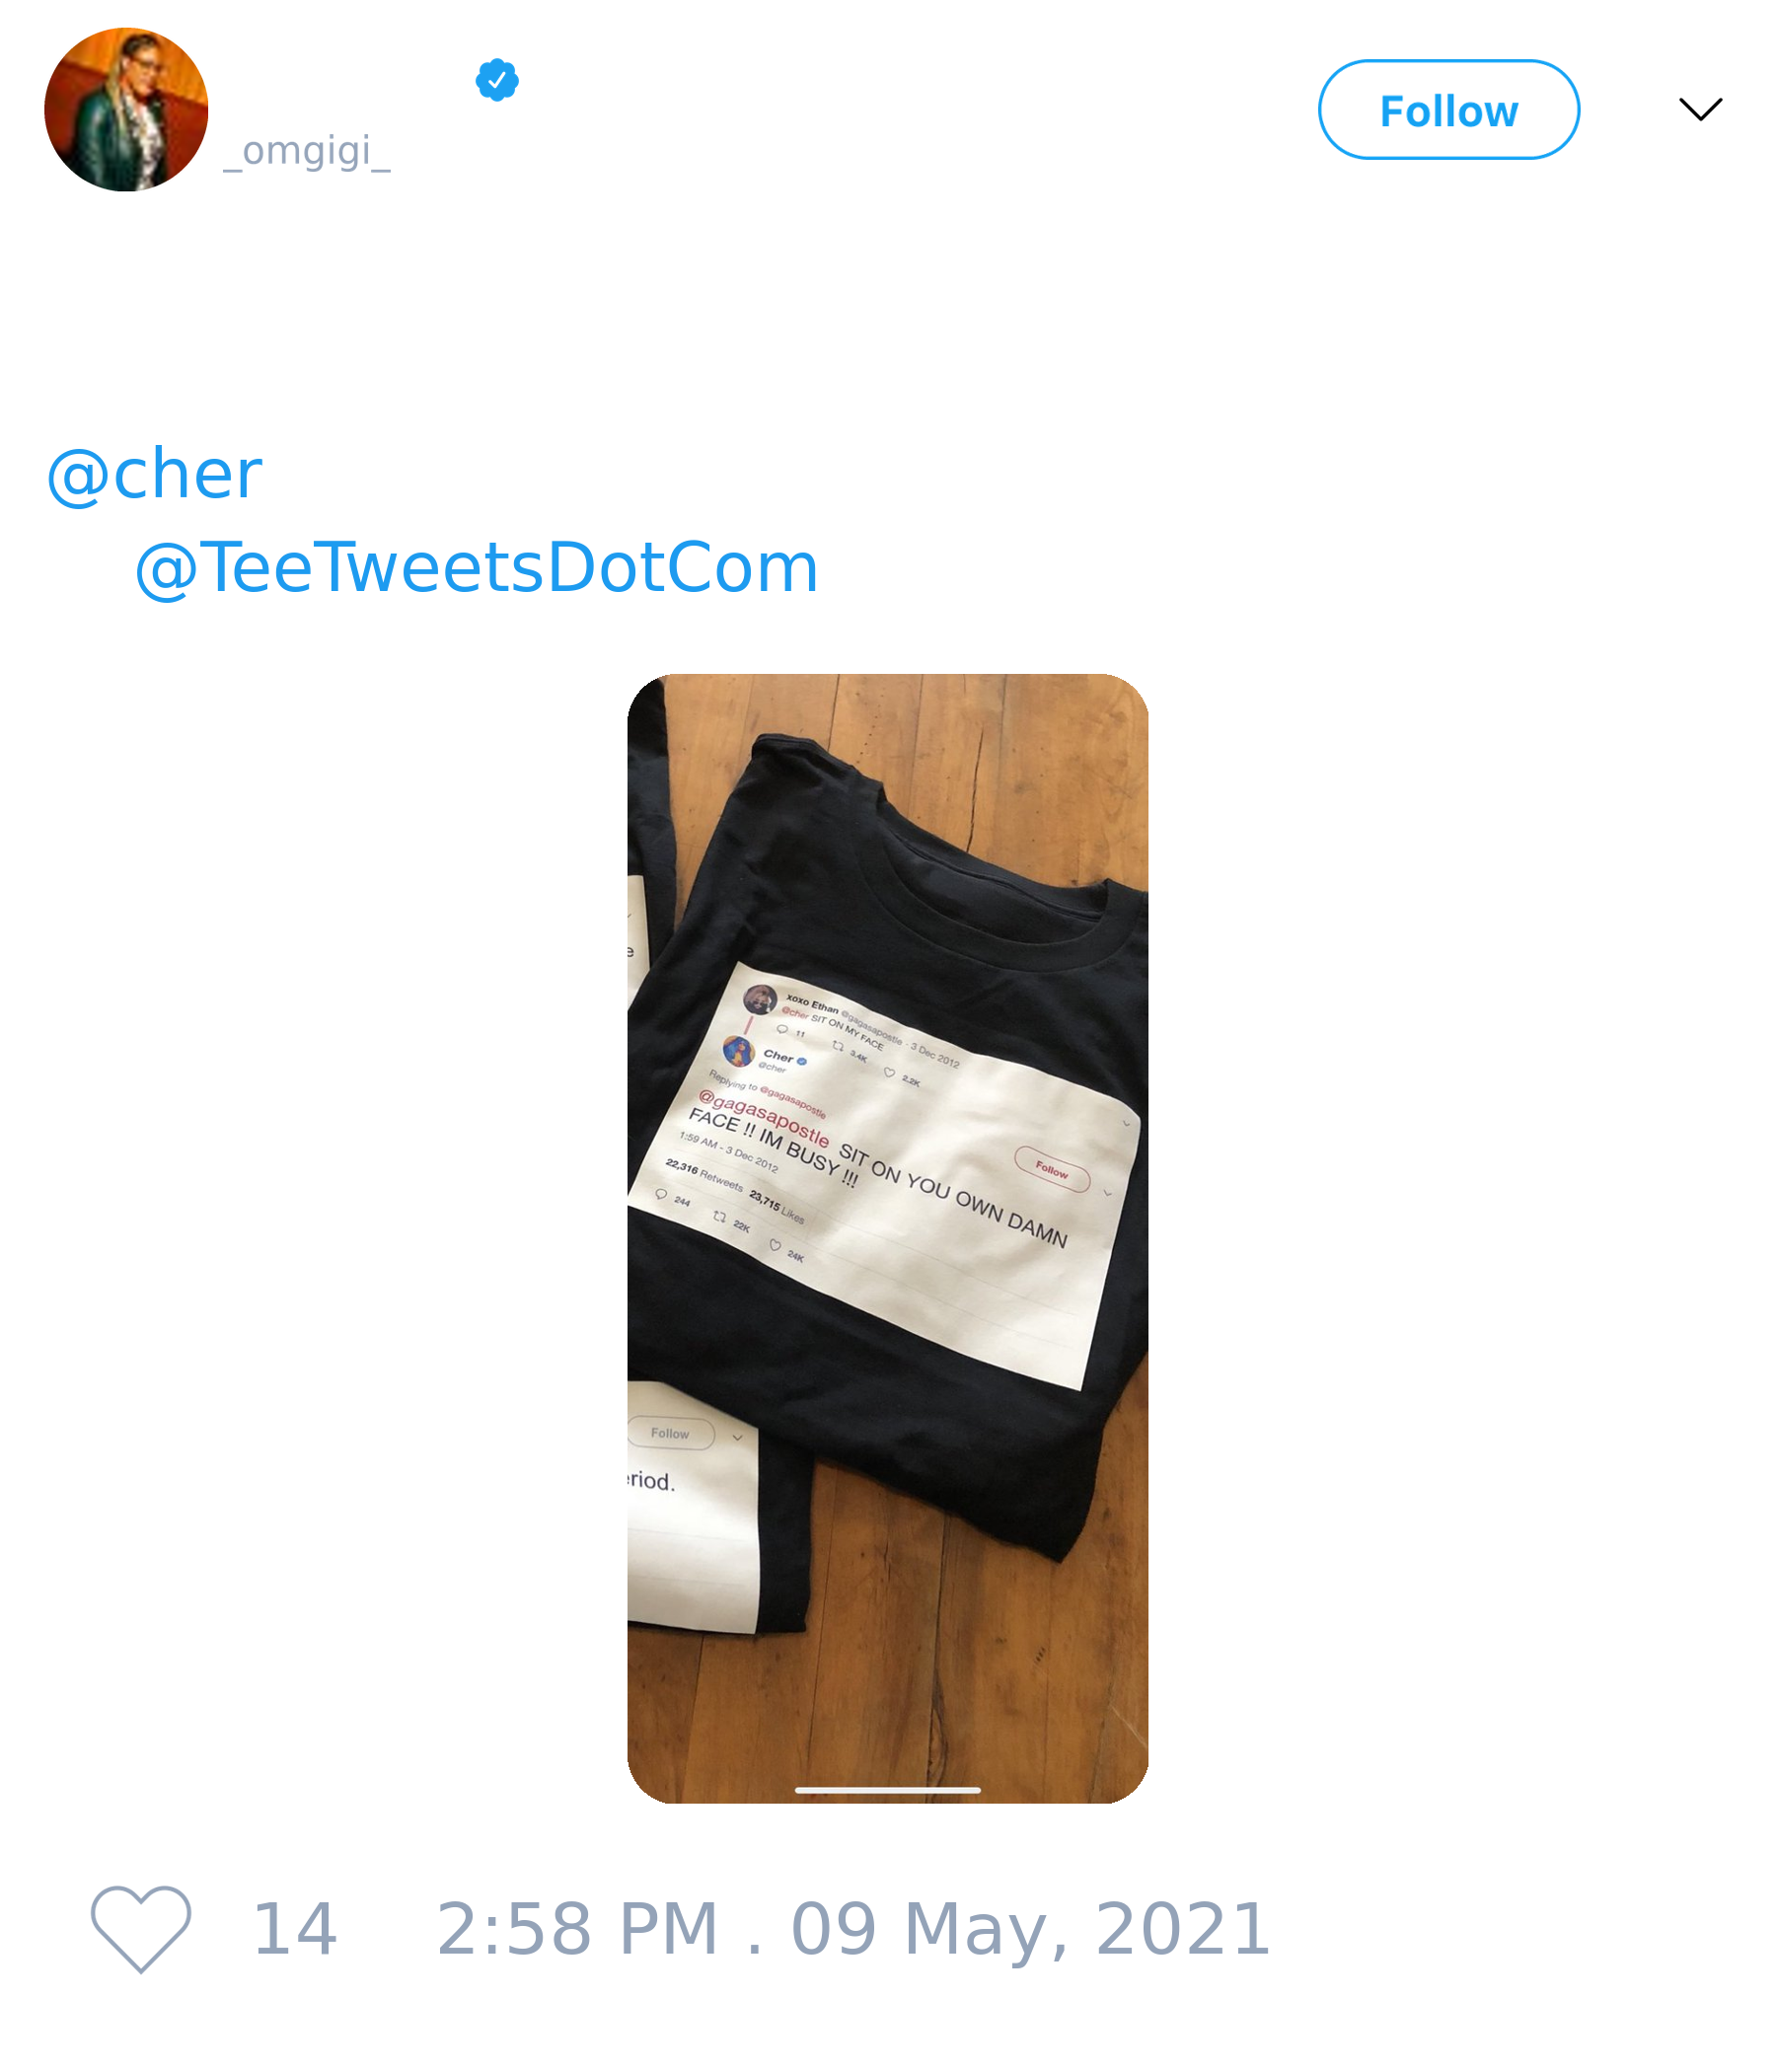 _omgigi_
Follow
@cher
@TeeTweetsDotCom
e
xoxo Ethan @gagasapostle - 3 Dec 2012
@cher SIT ON MY FACE
11 3.4K 2.2K
Cher
@cher
Follow
Replying to @gagasapostle
@gagasapostle SIT ON YOU OWN DAMN
FACE !! IM BUSY !!!
1:59 AM - 3 Dec 2012
22,316 Retweets 23,715 Likes
244 22K 24K
Follow
eriod.
14 2:58 PM . 09 May, 2021